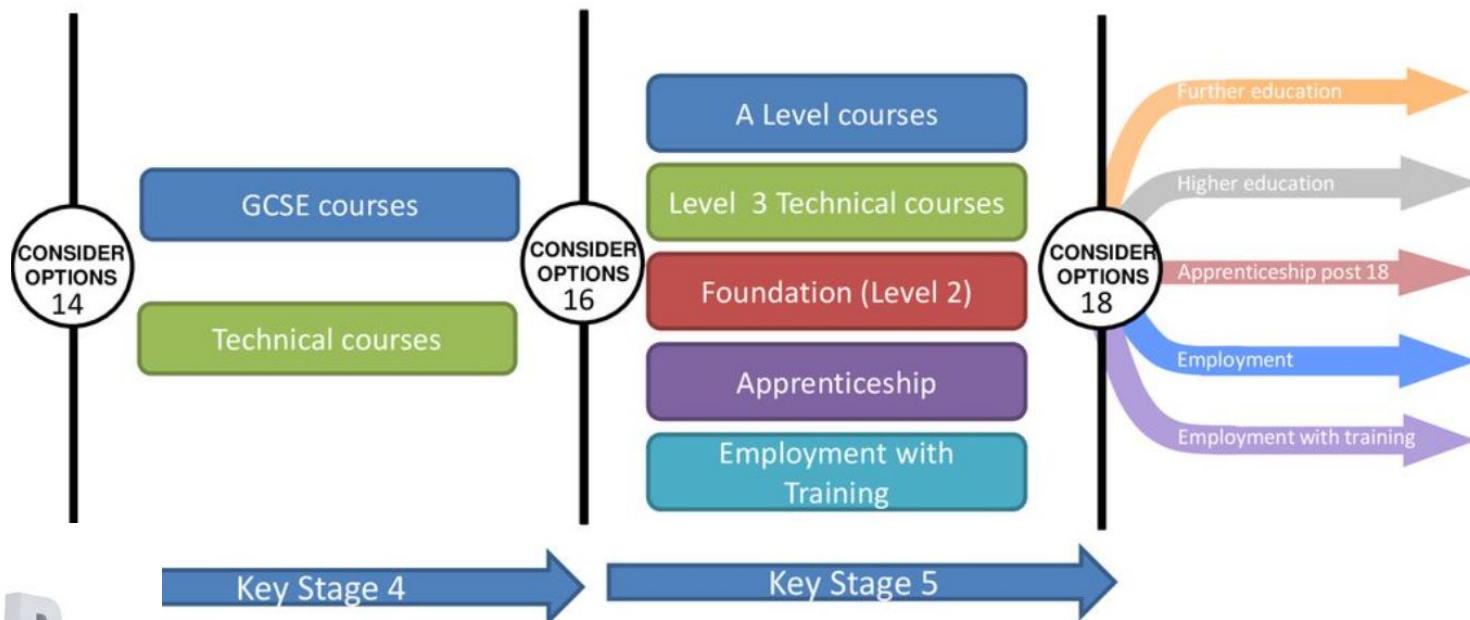 CONSIDER
OPTIONS
14
GCSE courses
Technical courses
CONSIDER
OPTIONS
16
A Level courses
Level 3 Technical courses
Foundation (Level 2)
Apprenticeship
Employment with
Training
CONSIDER
OPTIONS
18
Further education
Higher education
Apprenticeship post 18
Employment
Employment with training
Key Stage 4
Key Stage 5